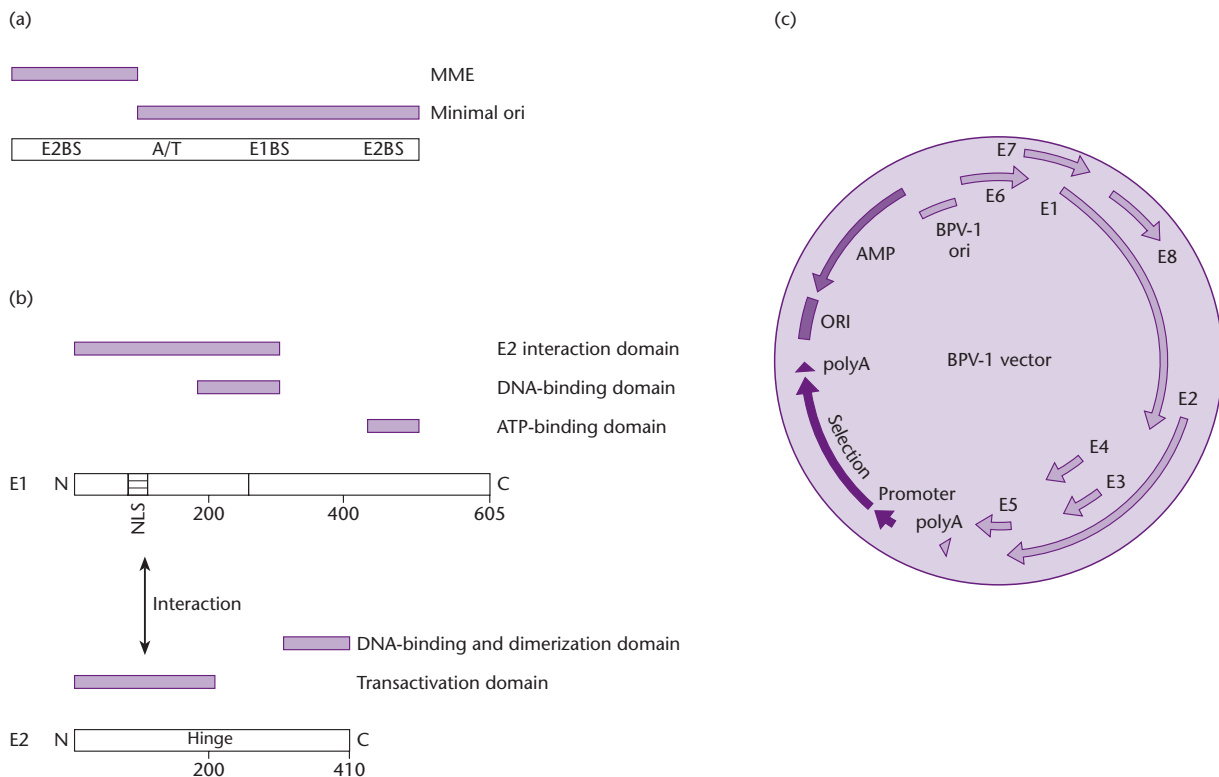 (a)
MME
Minimal ori
E2BS A/T E1BS E2BS
(b)
E2 interaction domain
DNA-binding domain
ATP-binding domain
E1 N C
NLS
200 400 605
Interaction
DNA-binding and dimerization domain
Transactivation domain
E2 N Hinge C
200 410
(c)
E7
E6
E1
BPV-1
ori
E8
AMP
ORI
polyA
BPV-1 vector
E2
Selection
E4
E3
Promoter
E5
polyA